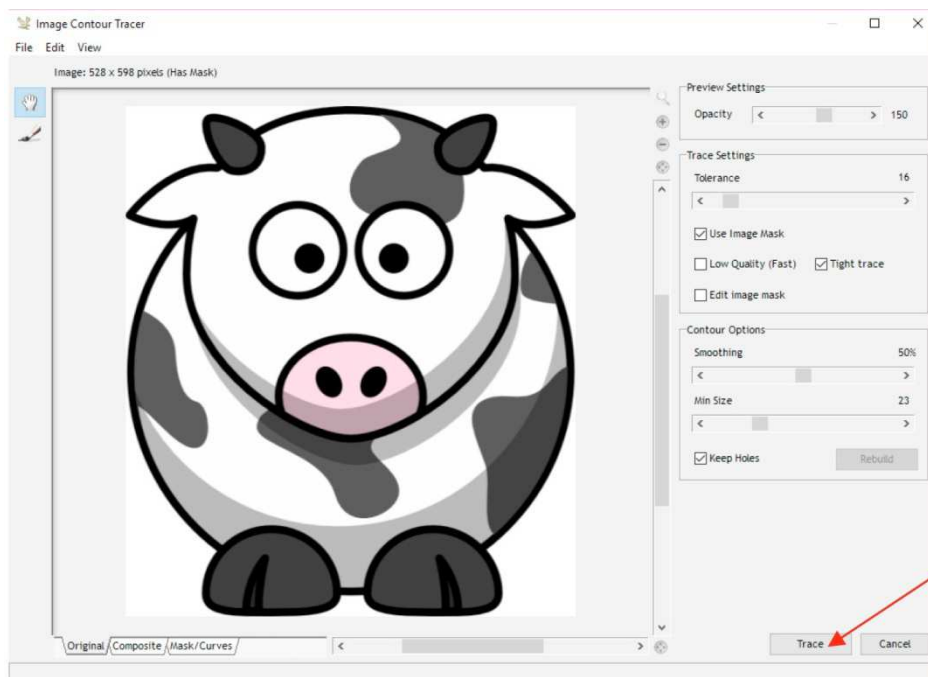 Image Contour Tracer
File Edit View
Image: 528 x 598 pixels (Has Mask)
Preview Settings
Opacity 150
Trace Settings
Tolerance 16
Use Image Mask
Low Quality (Fast) Tight trace
Edit image mask
Contour Options
Smoothing 50%
Min Size 23
Keep Holes Rebuild
Original Composite Mask/Curves
Trace Cancel